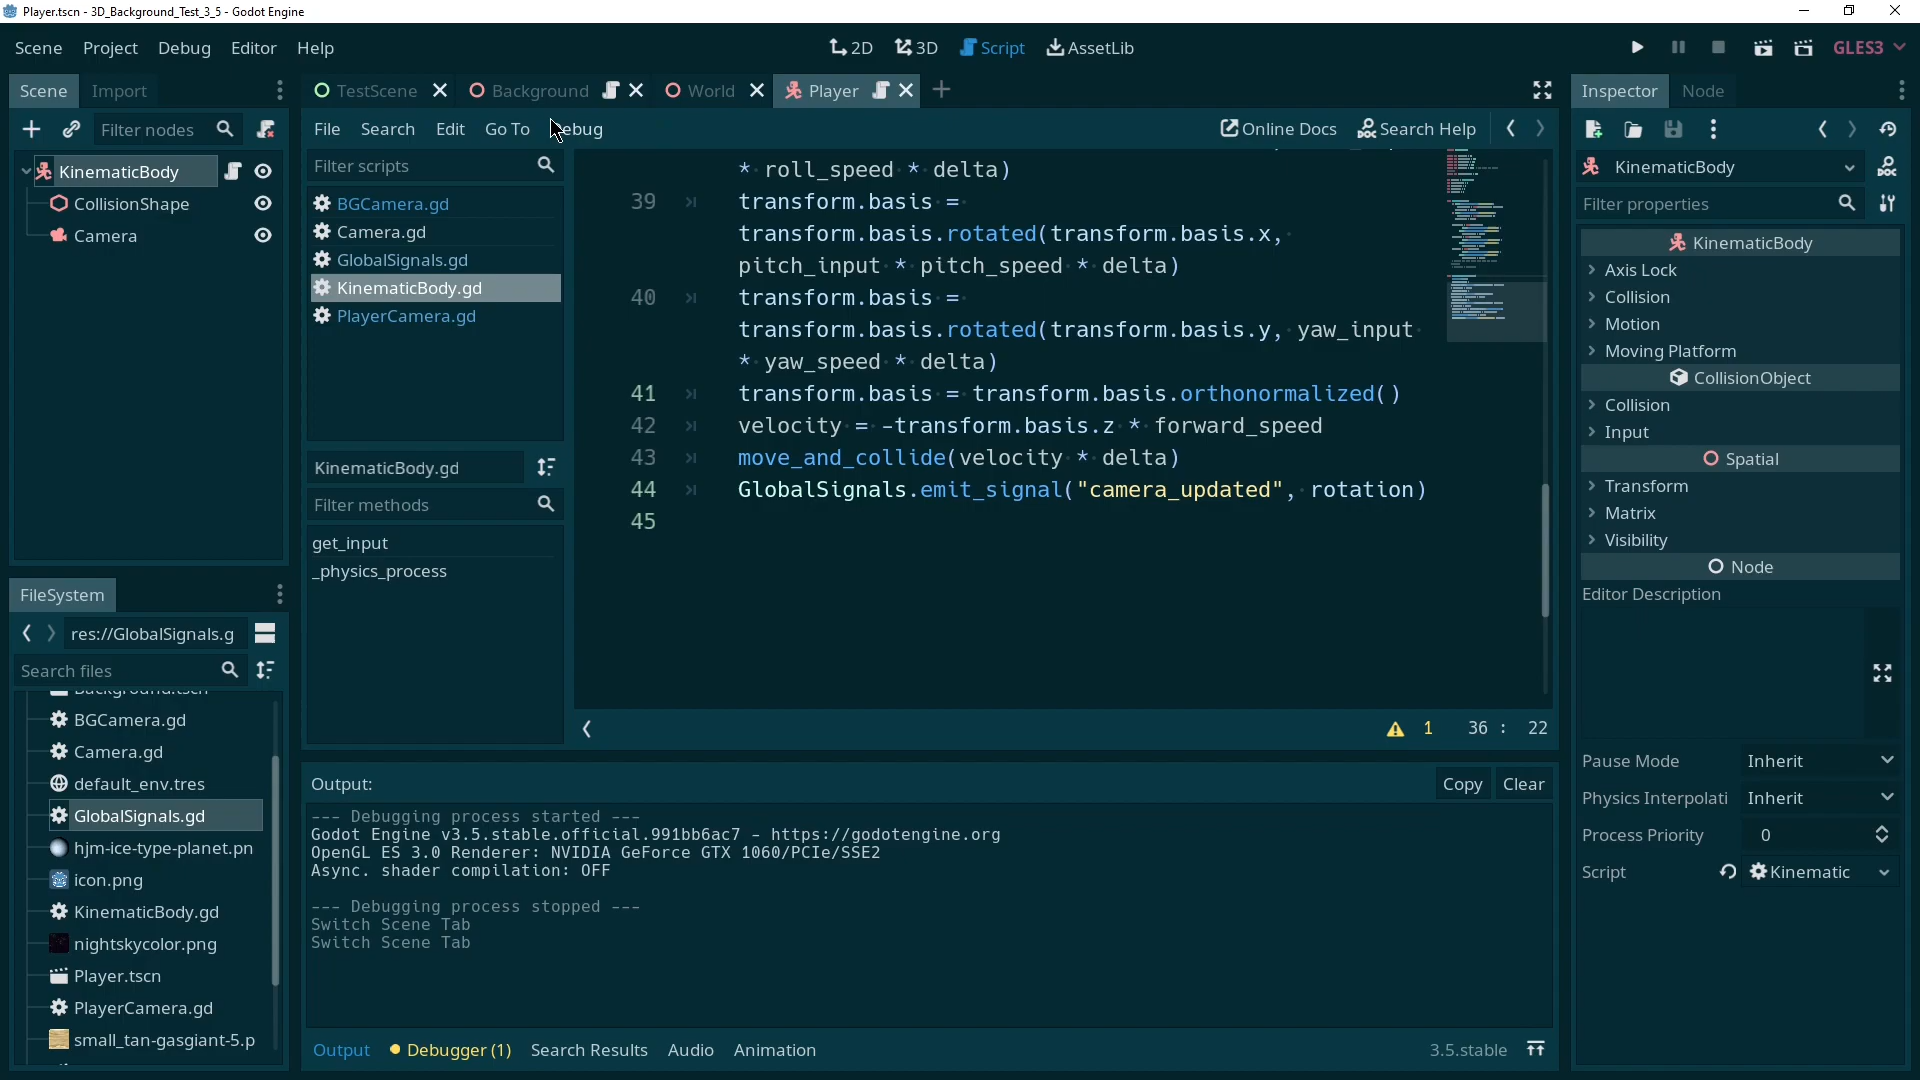 Player.tscn - 3D_Background_Test_3_5 - Godot Engine
Scene Project Debug Editor Help
2D 3D Script AssetLib
GLES3
Scene Import
Filter nodes
KinematicBody
CollisionShape
Camera
FileSystem
res://GlobalSignals.g
Search files
BGCamera.gd
Camera.gd
default_env.tres
GlobalSignals.gd
hjm-ice-type-planet.pn
icon.png
KinematicBody.gd
nightskycolor.png
Player.tscn
PlayerCamera.gd
small_tan-gasgiant-5.p
TestScene Background World Player
File Search Edit Go To ebug
Online Docs Search Help
Filter scripts
BGCamera.gd
Camera.gd
GlobalSignals.gd
KinematicBody.gd
PlayerCamera.gd
KinematicBody.gd
Filter methods
get_input
_physics_process
* roll_speed * delta)
39 transform.basis =
transform.basis.rotated(transform.basis.x,
pitch_input * pitch_speed * delta)
40 transform.basis =
transform.basis.rotated(transform.basis.y, yaw_input
* yaw_speed * delta)
41 transform.basis = transform.basis.orthonormalized()
42 velocity = -transform.basis.z * forward_speed
43 move_and_collide(velocity * delta)
44 GlobalSignals.emit_signal("camera_updated", rotation)
45
1 36 : 22
Output:
Copy Clear
--- Debugging process started ---
Godot Engine v3.5.stable.official.991bb6ac7 - https://godotengine.org
OpenGL ES 3.0 Renderer: NVIDIA GeForce GTX 1060/PCIe/SSE2
Async. shader compilation: OFF
--- Debugging process stopped ---
Switch Scene Tab
Switch Scene Tab
Output Debugger (1) Search Results Audio Animation
3.5.stable
Inspector Node
KinematicBody
Filter properties
KinematicBody
Axis Lock
Collision
Motion
Moving Platform
CollisionObject
Collision
Input
Spatial
Transform
Matrix
Visibility
Node
Editor Description
Pause Mode Inherit
Physics Interpolati Inherit
Process Priority 0
Script Kinematic